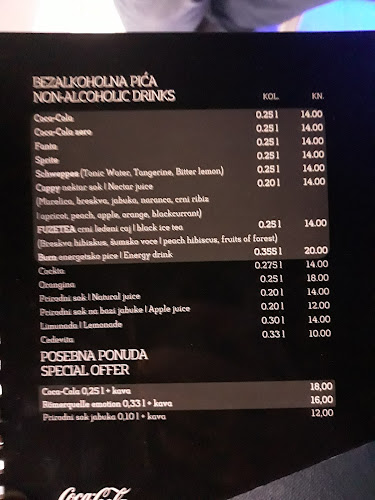 BEZALKOHOLNA PIĆA
NON-ALCOHOLIC DRINKS KOL. KN.
Coca-Cola 0.25 l 14.00
Coca-Cola zero 0.25 l 14.00
Fanta 0.25 l 14.00
Sprite 0.25 l 14.00
Schweppes (Tonic Water, Tangerine, Bitter lemon) 0.25 l 14.00
Cappy nektar sok | Nectar juice 0.20 l 14.00
(Marelica, breskva, jabuka, naranca, crni ribiz
| apricot, peach, apple, orange, blackcurrant)
FUZETEA crni ledeni caj | black ice tea 0.25 l 14.00
(Breskva hibiskus, šumsko voce | peach hibiscus, fruits of forest)
Burn energetsko pice | Energy drink 0.355 l 20.00
Cockta 0.275 l 14.00
Orangina 0.25 l 18.00
Prirodni sok | Natural juice 0.20 l 14.00
Prirodni sok na bazi jabuke | Apple juice 0.20 l 12.00
Limunada | Lemonade 0.30 l 14.00
Cedevita 0.33 l 10.00
POSEBNA PONUDA
SPECIAL OFFER
Coca-Cola 0,25 l + kava 18,00
Römerquelle emotion 0,33 l + kava 16,00
Prirodni sok jabuka 0,10 l + kava 12,00
Coca-Cola